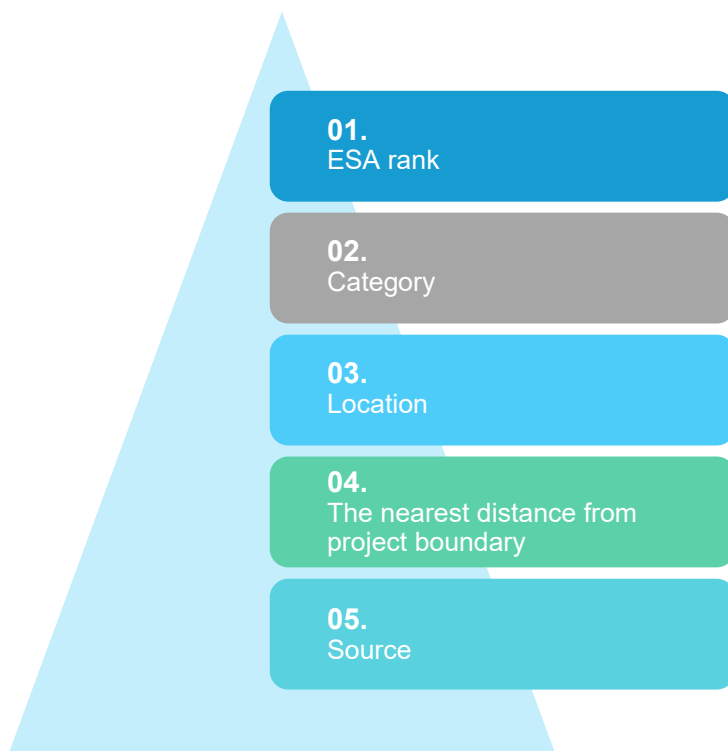 01.
ESA rank
02.
Category
03.
Location
04.
The nearest distance from
project boundary
05.
Source